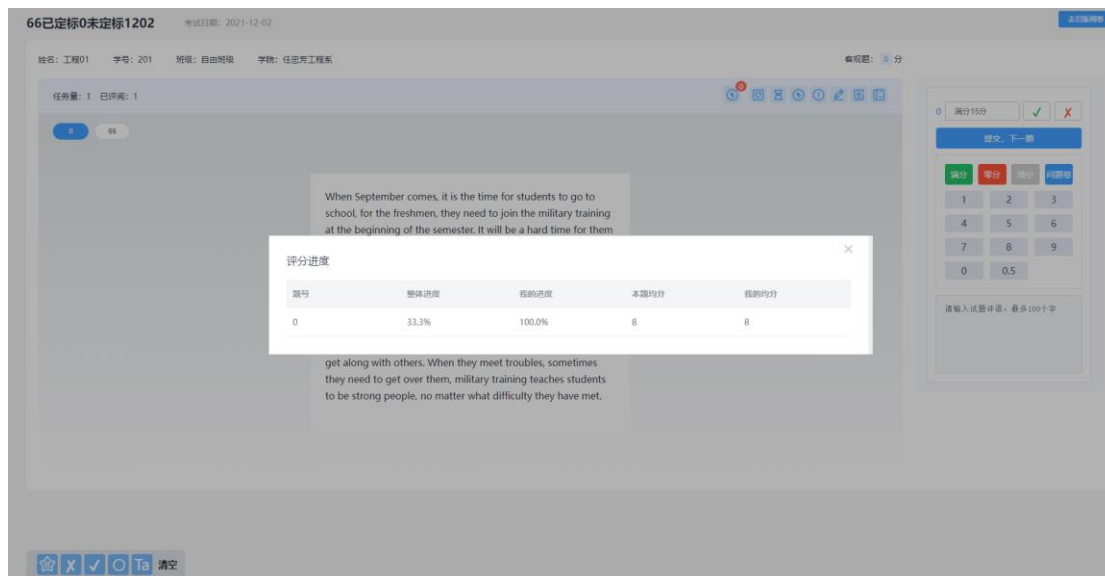 66已定标0未定标1202 考试日期：2021-12-02
姓名：工程01 学号：201 班级：自由班级 学院：任忠芳工程系 客观题：0 分
任务量：1 已评阅：1
0
0 66
0 满分15分
提交，下一题
满分 零分 清空 问题卷
1 2 3
4 5 6
7 8 9
0 0.5
请输入试题评语，最多100个字
When September comes, it is the time for students to go to
school, for the freshmen, they need to join the military training
at the beginning of the semester. It will be a hard time for them
评分进度
题号 整体进度 我的进度 本题均分 我的均分
0 33.3% 100.0% 8 8
get along with others. When they meet troubles, sometimes
they need to get over them, military training teaches students
to be strong people, no matter what difficulty they have met.
Ta 清空